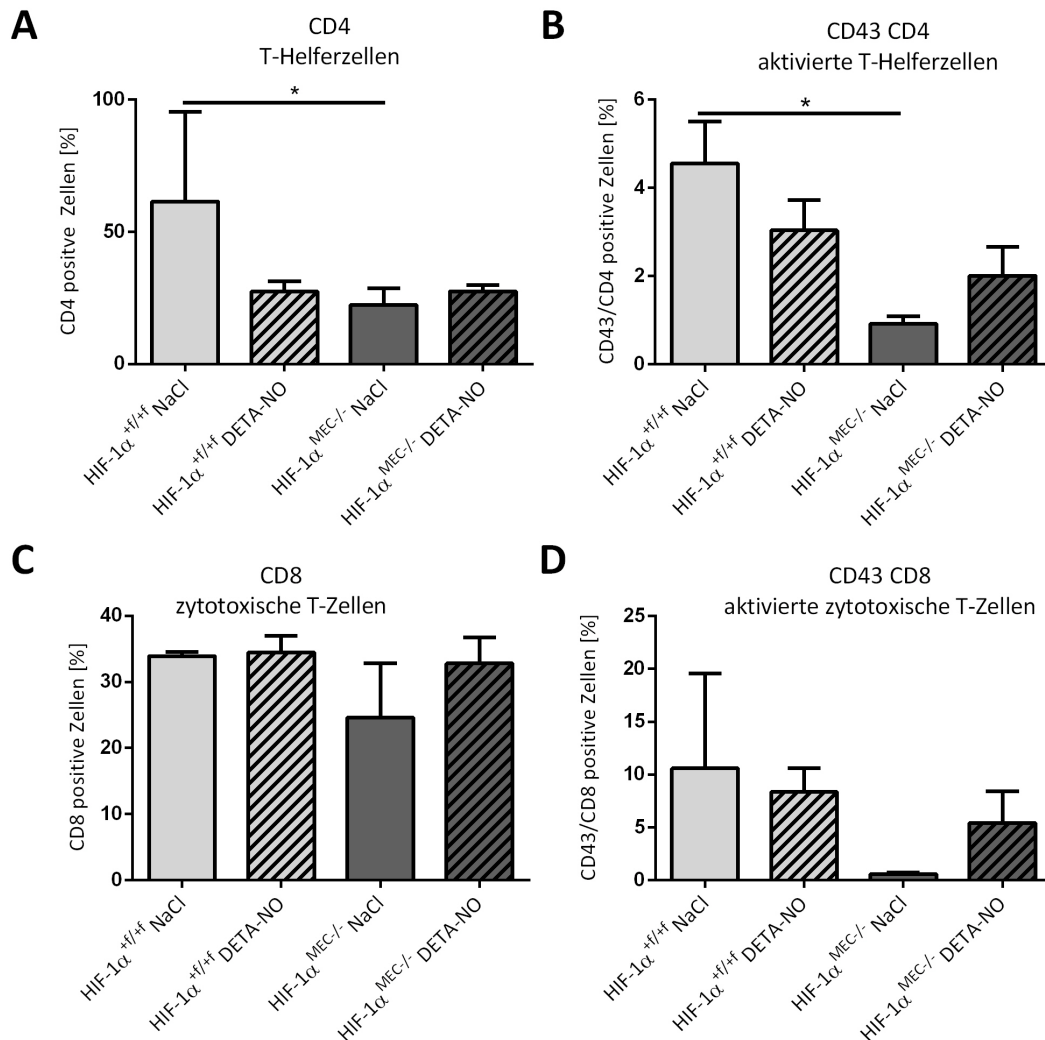 A
CD4
T-Helferzellen
*
CD4 positve Zellen [%]
100
50
0
HIF-1α+f/+f NaCl
HIF-1α+f/+f DETA-NO
HIF-1αMEC-/- NaCl
HIF-1αMEC-/- DETA-NO
B
CD43 CD4
aktivierte T-Helferzellen
*
CD43/CD4 positive Zellen [%]
6
4
2
0
HIF-1α+f/+f NaCl
HIF-1α+f/+f DETA-NO
HIF-1αMEC-/- NaCl
HIF-1αMEC-/- DETA-NO
C
CD8
zytotoxische T-Zellen
CD8 positive Zellen [%]
40
30
20
10
0
HIF-1α+f/+f NaCl
HIF-1α+f/+f DETA-NO
HIF-1αMEC-/- NaCl
HIF-1αMEC-/- DETA-NO
D
CD43 CD8
aktivierte zytotoxische T-Zellen
CD43/CD8 positive Zellen [%]
25
20
15
10
5
0
HIF-1α+f/+f NaCl
HIF-1α+f/+f DETA-NO
HIF-1αMEC-/- NaCl
HIF-1αMEC-/- DETA-NO